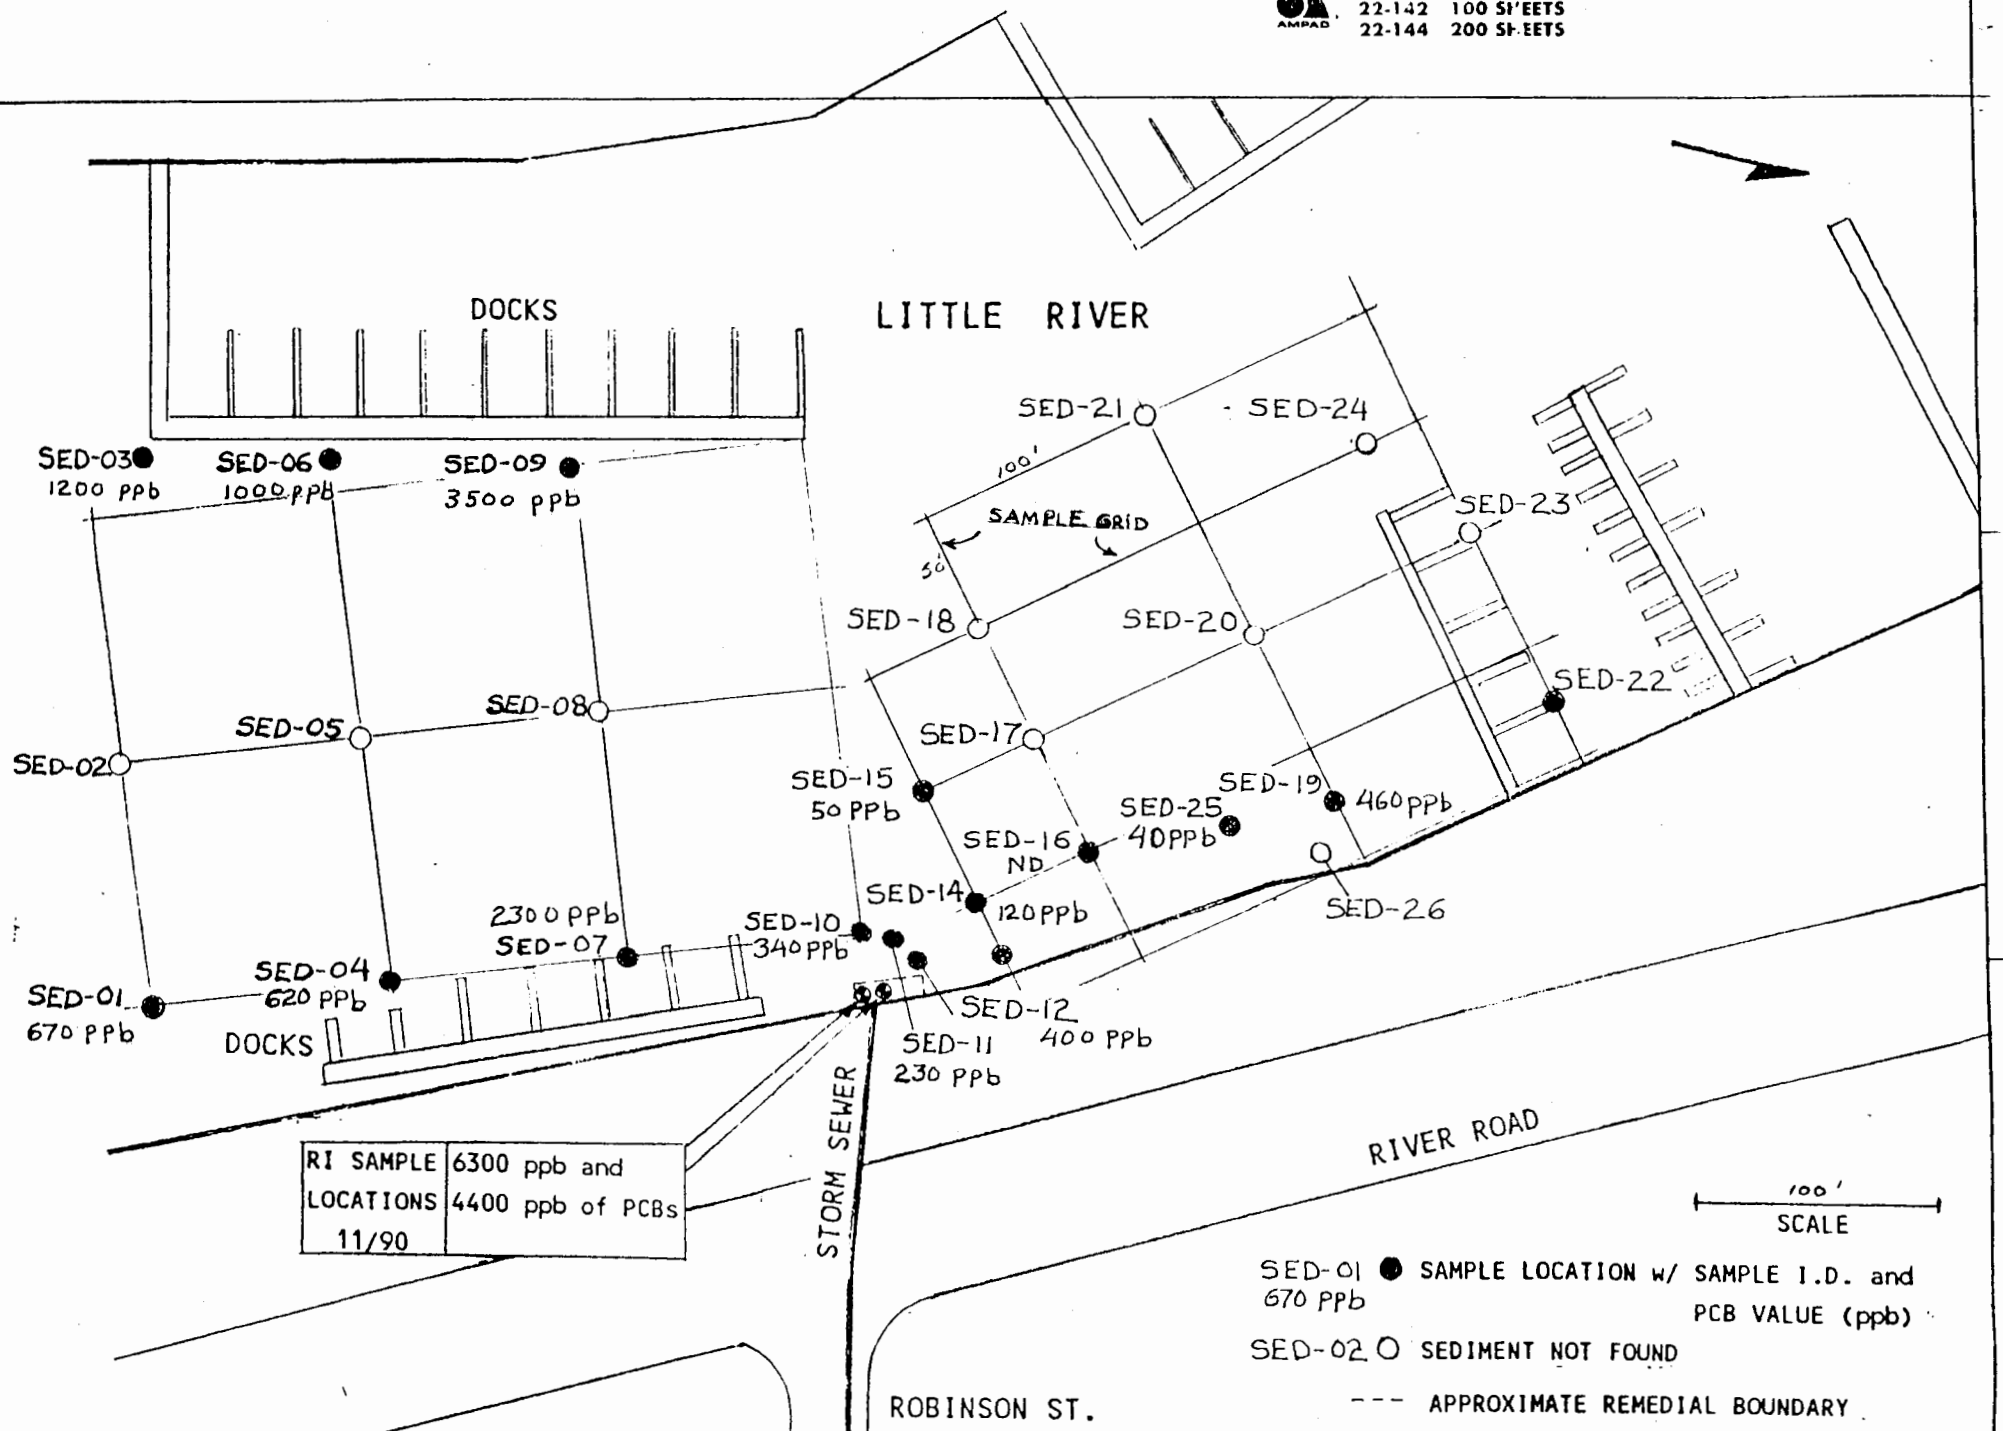 AMPAD
22-142 100 SHEETS
22-144 200 SHEETS
DOCKS
LITTLE RIVER
SED-21
SED-24
100'
SAMPLE GRID
50'
SED-03
1200 PPb
SED-06
1000 PPb
SED-09
3500 PPb
SED-23
SED-18
SED-20
SED-22
SED-02
SED-05
SED-08
SED-17
SED-15
50 PPb
SED-19
460 PPb
SED-25
40 PPb
SED-16
ND
SED-14
120 PPb
SED-26
2300 PPb
SED-07
SED-10
340 PPb
SED-04
620 PPb
SED-01
670 PPb
DOCKS
SED-12
400 PPb
SED-11
230 PPb
STORM SEWER
RI SAMPLE
LOCATIONS
11/90
6300 ppb and
4400 ppb of PCBs
RIVER ROAD
100'
SCALE
SED-01 SAMPLE LOCATION w/ SAMPLE I.D. and
670 PPb PCB VALUE (ppb)
SED-02 SEDIMENT NOT FOUND
--- APPROXIMATE REMEDIAL BOUNDARY
ROBINSON ST.